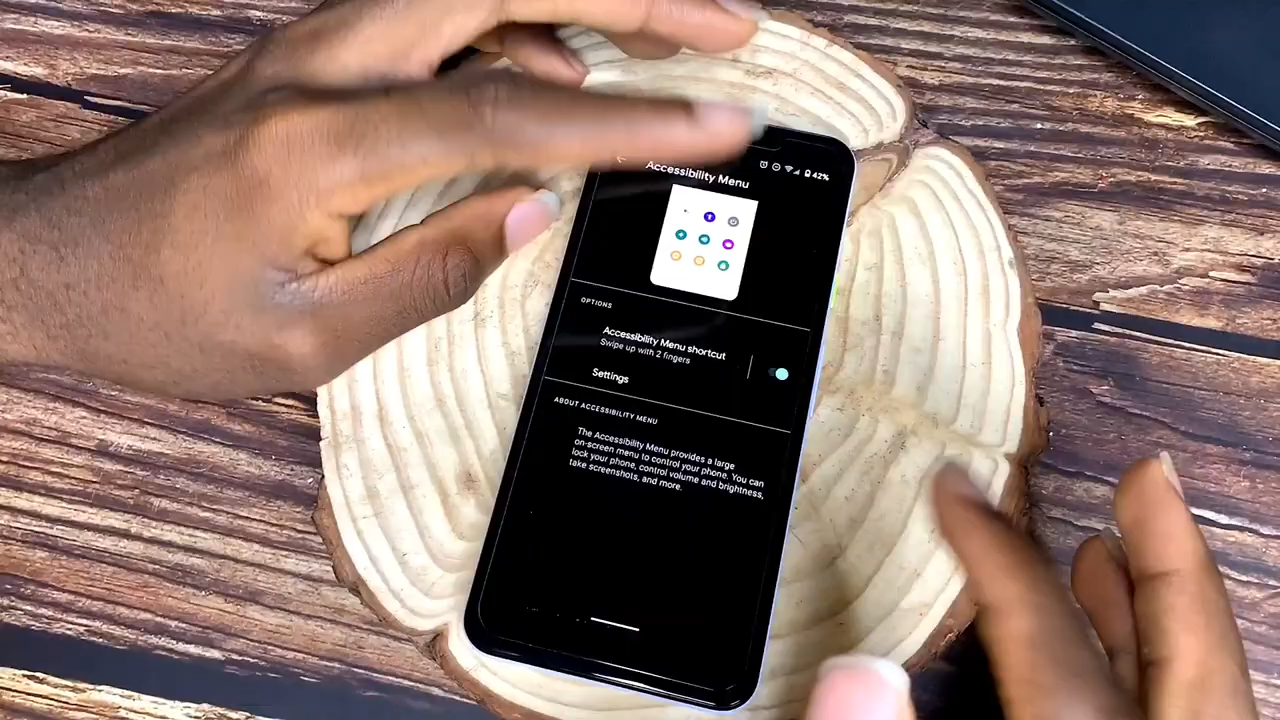 42%
Accessibility Menu
OPTIONS
Accessibility Menu shortcut
Swipe up with 2 fingers
Settings
ABOUT ACCESSIBILITY MENU
The Accessibility Menu provides a large
on-screen menu to control your phone. You can
lock your phone, control volume and brightness,
take screenshots, and more.